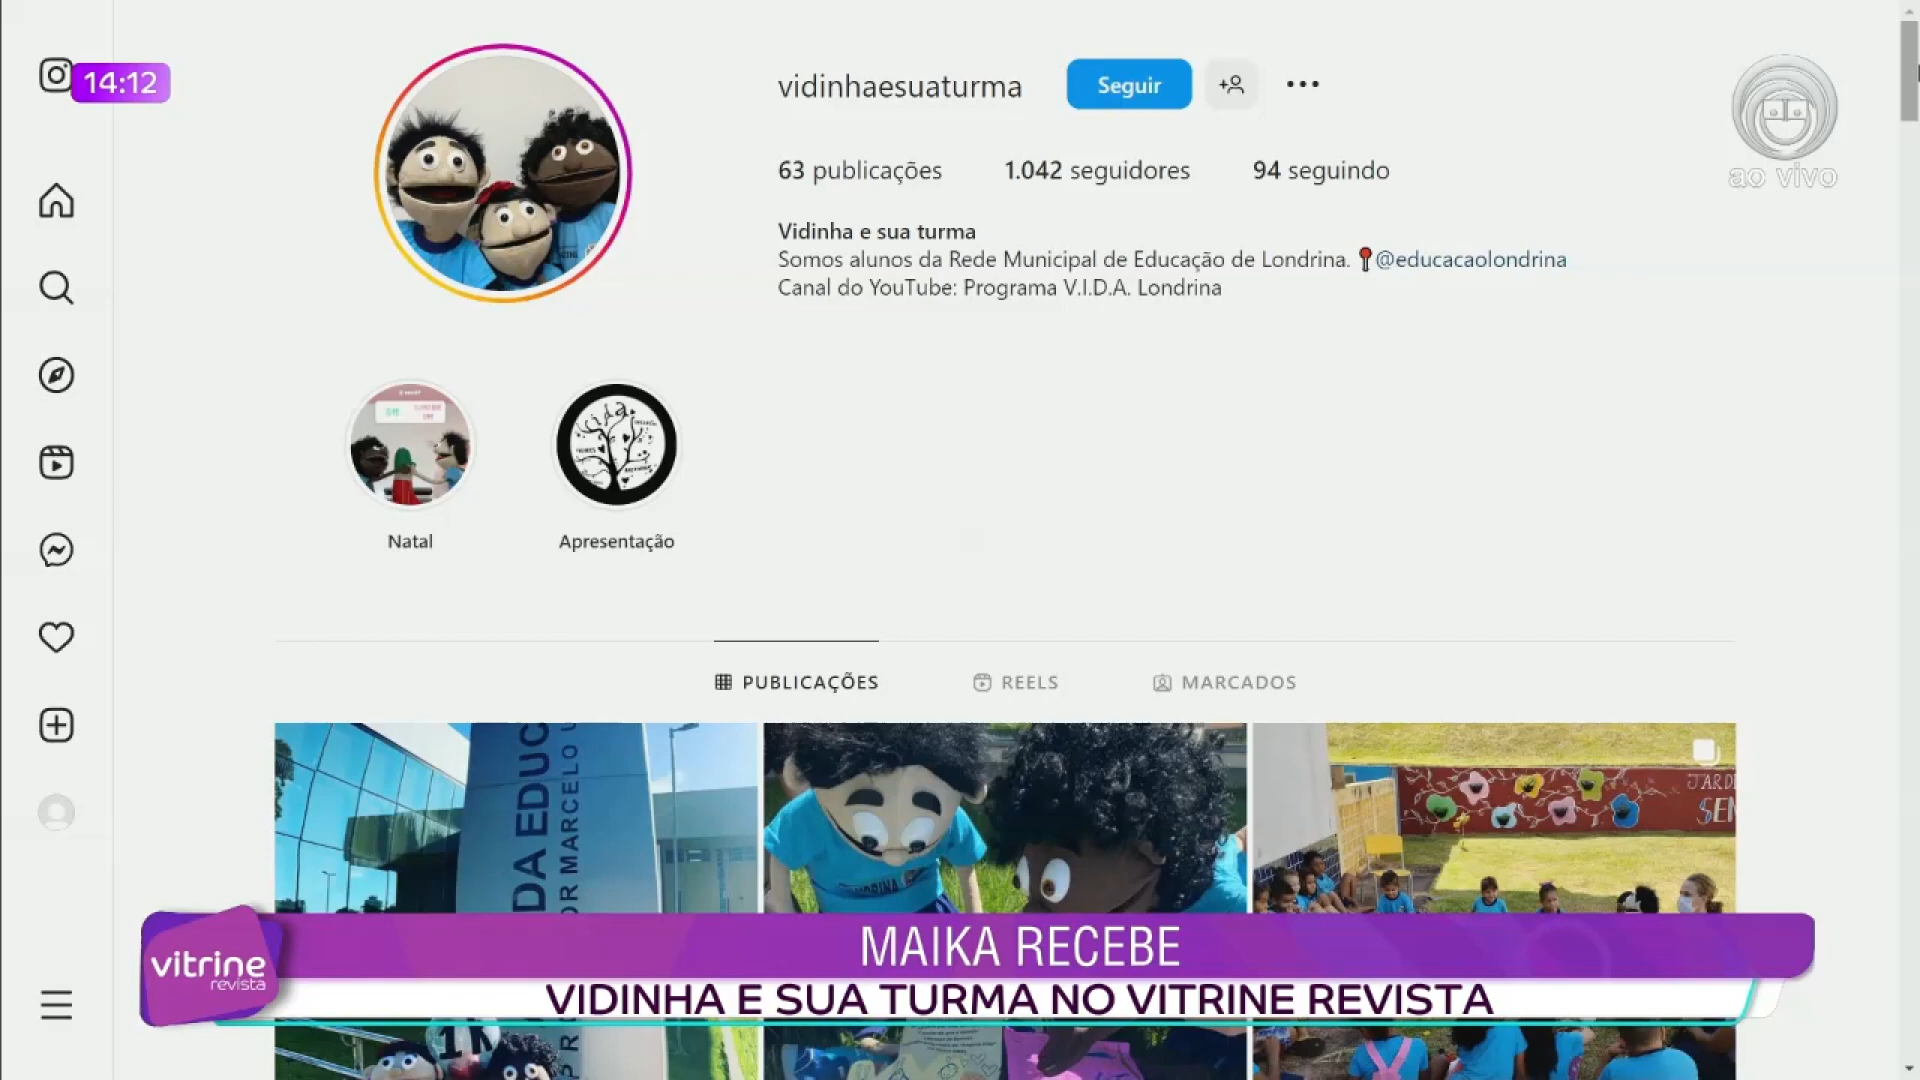 14:12
vidinhaesuaturma
Seguir
63 publicações 1.042 seguidores 94 seguindo
ao vivo
Vidinha e sua turma
Somos alunos da Rede Municipal de Educação de Londrina. 📍@educacaolondrina
Canal do YouTube: Programa V.I.D.A. Londrina
vida
Natal
Apresentação
PUBLICAÇÕES
REELS
MARCADOS
DA EDUC
OR MARCELO U
MAIKA RECEBE
vitrine
revista
VIDINHA E SUA TURMA NO VITRINE REVISTA